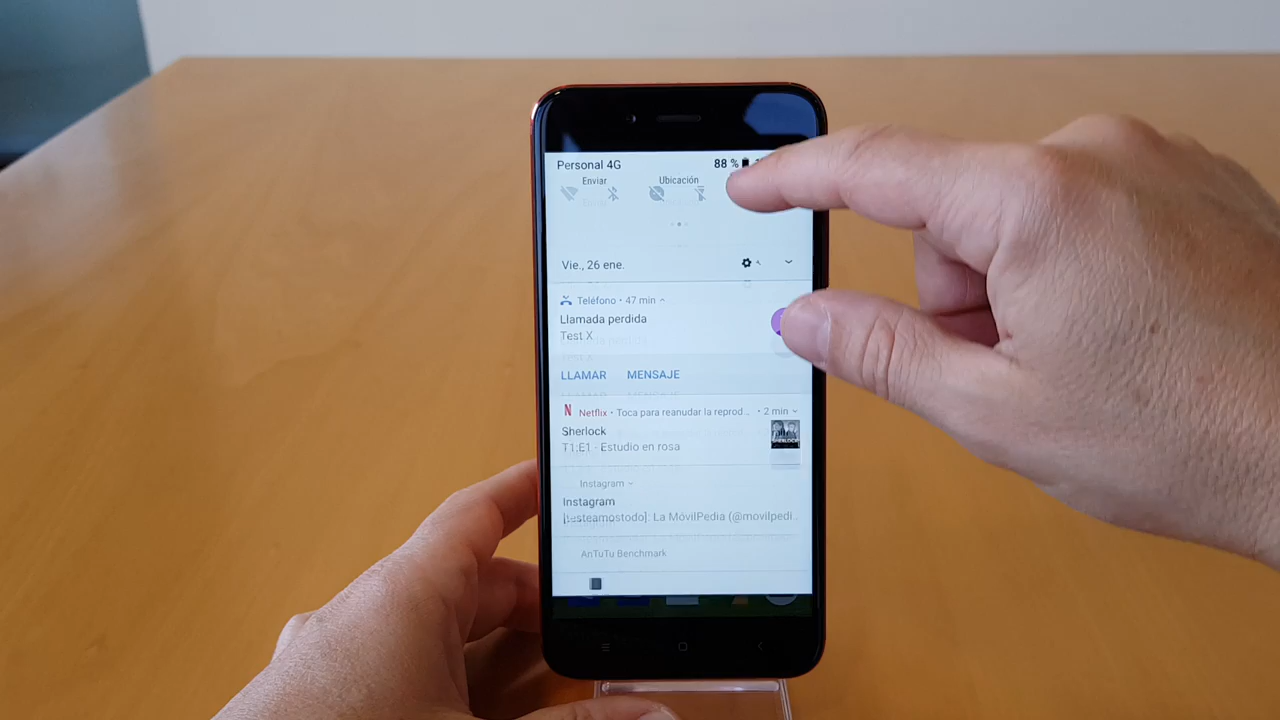 Personal 4G 88 %
Enviar Ubicación
Vie., 26 ene.
Teléfono • 47 min
Llamada perdida
Test X
LLAMAR MENSAJE
N Netflix • Toca para reanudar la reprod... • 2 min
Sherlock
T1:E1 - Estudio en rosa
SHERLOCK
Instagram
Instagram
[testeamostodo]: La MóvilPedia (@movilpedi...
AnTuTu Benchmark